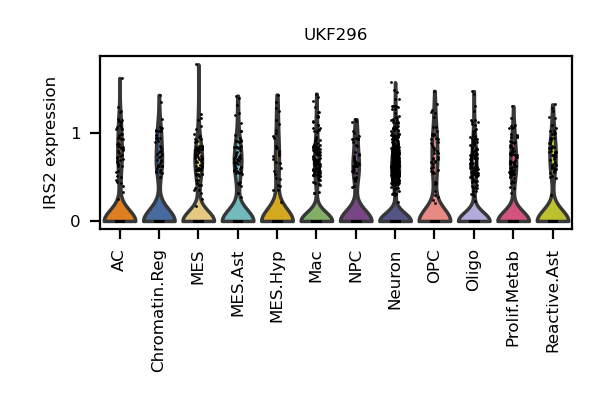 UKF296
IRS2 expression
1
0
AC
Chromatin.Reg
MES
MES.Ast
MES.Hyp
Mac
NPC
Neuron
OPC
Oligo
Prolif.Metab
Reactive.Ast